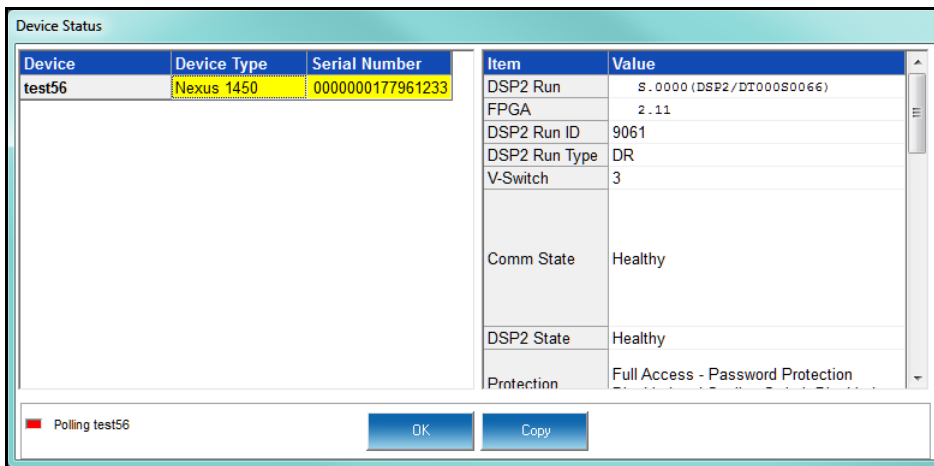 Device Status
Device Device Type Serial Number
test56 Nexus 1450 0000000177961233
Item Value
DSP2 Run S.0000(DSP2/DT000S0066)
FPGA 2.11
DSP2 Run ID 9061
DSP2 Run Type DR
V-Switch 3
Comm State Healthy
DSP2 State Healthy
Protection Full Access - Password Protection
Polling test56
OK Copy